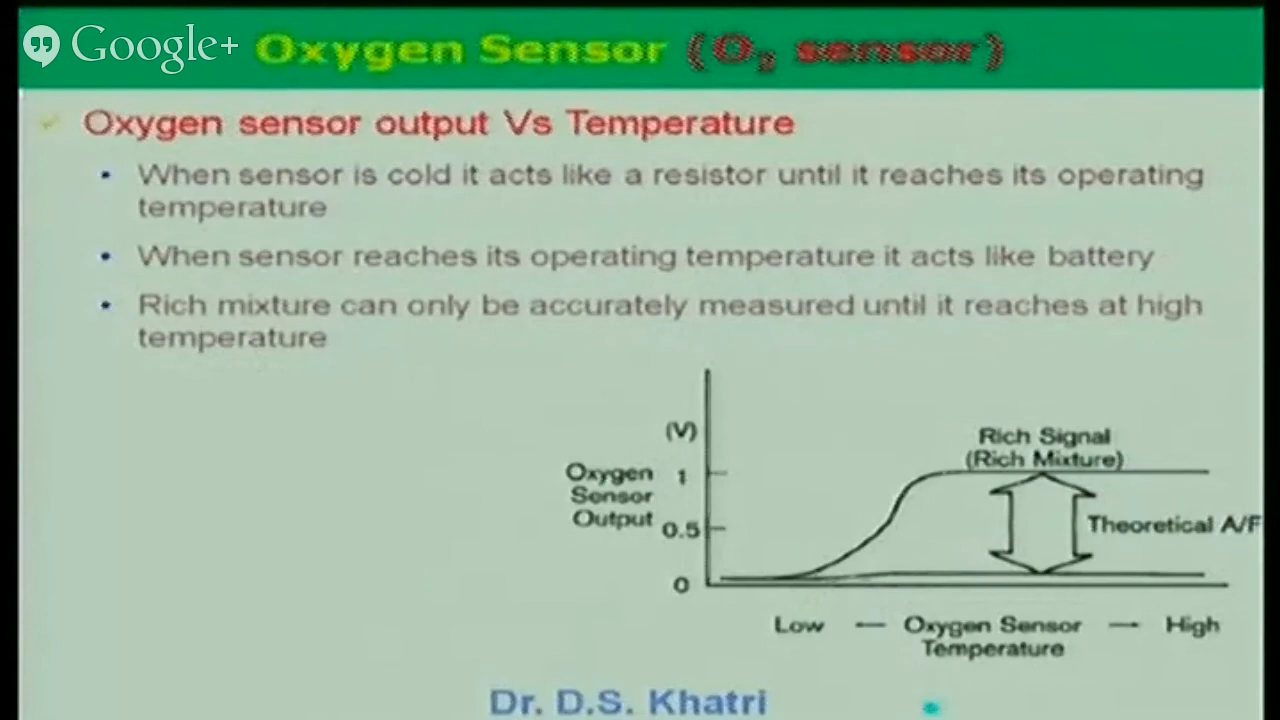 Google+
Oxygen Sensor (O₂ sensor)
Oxygen sensor output Vs Temperature
• When sensor is cold it acts like a resistor until it reaches its operating
temperature
• When sensor reaches its operating temperature it acts like battery
• Rich mixture can only be accurately measured until it reaches at high
temperature
(V)
Oxygen
Sensor
Output
1
0.5
0
Rich Signal
(Rich Mixture)
Theoretical A/F
Low
Oxygen Sensor
Temperature
High
Dr. D.S. Khatri